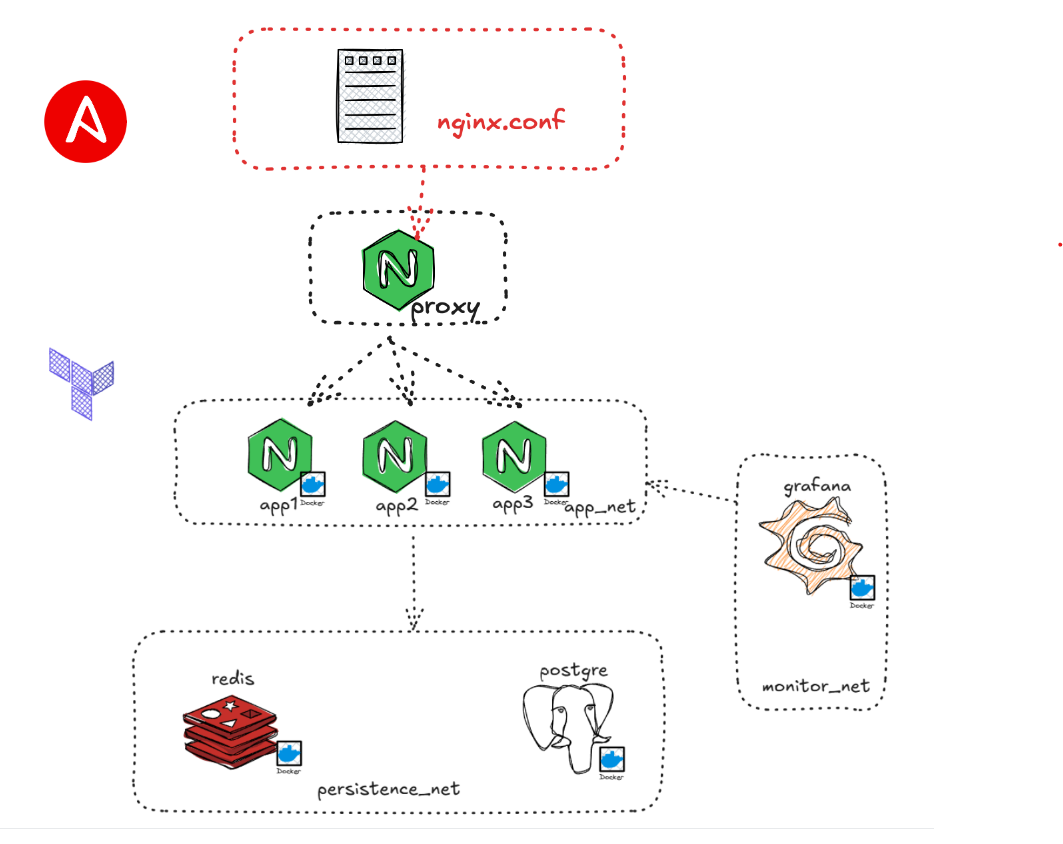 nginx.conf
proxy
app1
Docker
app2
Docker
app3
Docker
app_net
grafana
Docker
monitor_net
redis
Docker
postgre
Docker
persistence_net